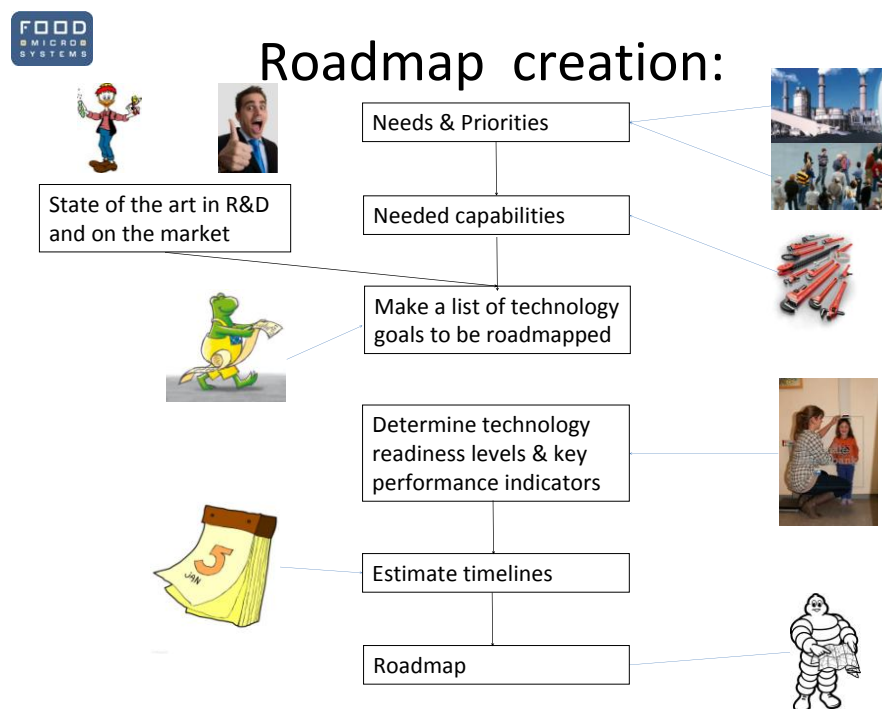 FOOD
MICRO
SYSTEMS
Roadmap creation:
Needs & Priorities
State of the art in R&D
and on the market
Needed capabilities
Make a list of technology
goals to be roadmapped
Determine technology
readiness levels & key
performance indicators
5
JAN
Estimate timelines
Roadmap